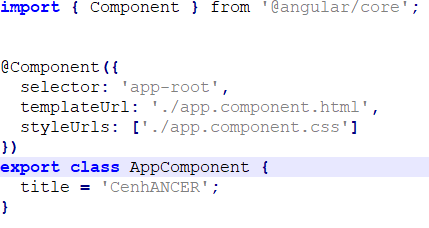 import { Component } from '@angular/core';
@Component({
selector: 'app-root',
templateUrl: './app.component.html',
styleUrls: ['./app.component.css']
})
export class AppComponent {
title = 'CenhANCER';
}